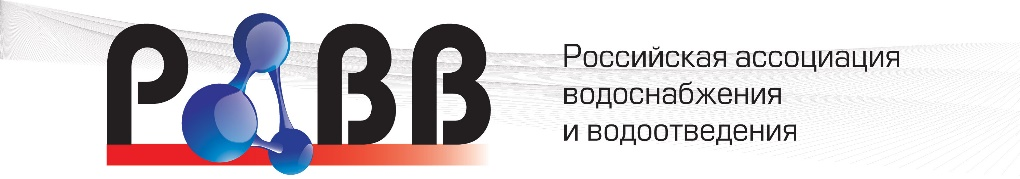 РАВВ
Российская ассоциация
водоснабжения
и водоотведения